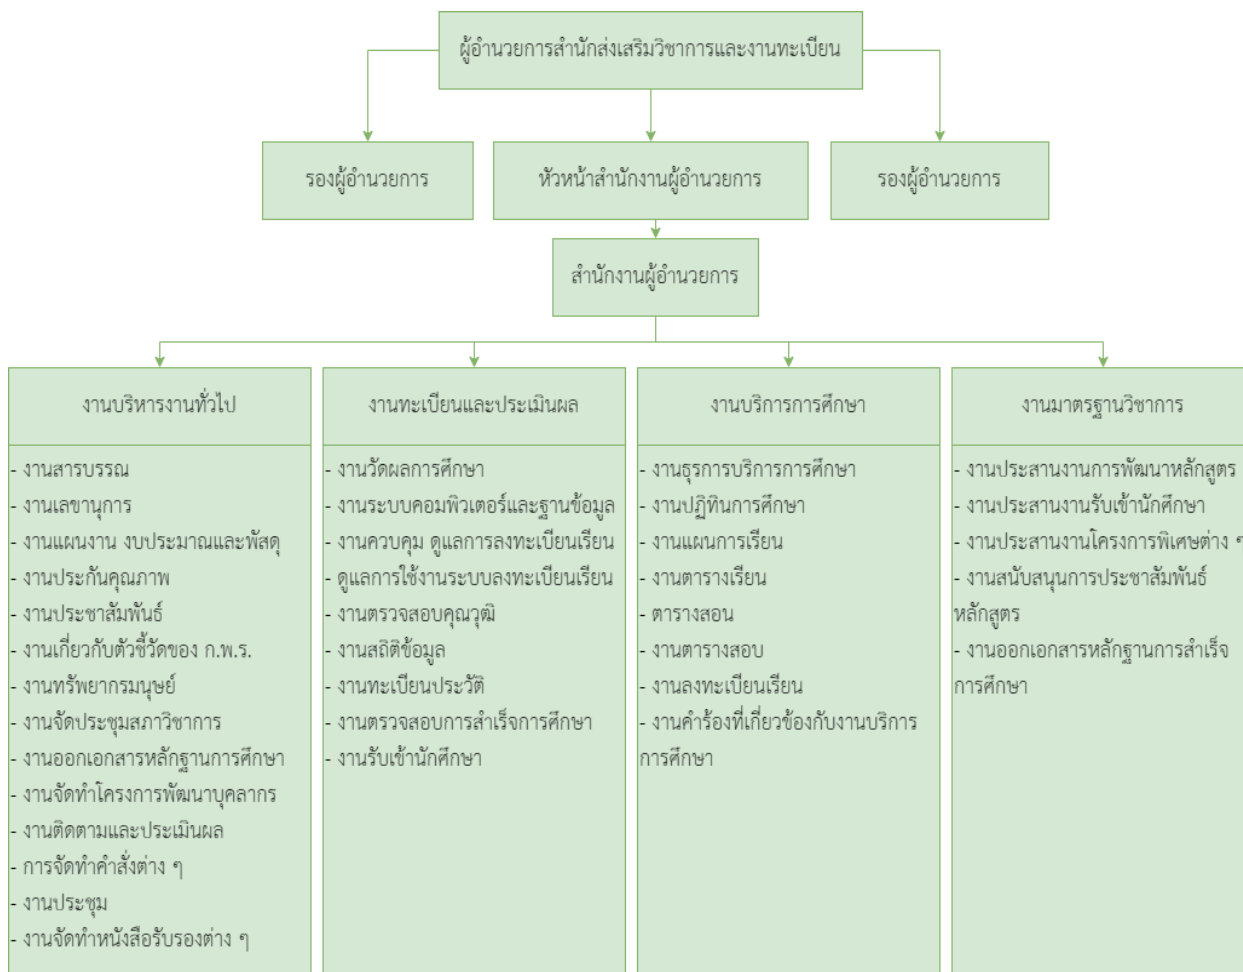 ผู้อำนวยการสำนักส่งเสริมวิชาการและงานทะเบียน
รองผู้อำนวยการ
หัวหน้าสำนักงานผู้อำนวยการ
รองผู้อำนวยการ
สำนักงานผู้อำนวยการ
งานบริหารงานทั่วไป
- งานสารบรรณ
- งานเลขานุการ
- งานแผนงาน งบประมาณและพัสดุ
- งานประกันคุณภาพ
- งานประชาสัมพันธ์
- งานเกี่ยวกับตัวชี้วัดของ ก.พ.ร.
- งานทรัพยากรมนุษย์
- งานจัดประชุมสภาวิชาการ
- งานออกเอกสารหลักฐานการศึกษา
- งานจัดทำโครงการพัฒนาบุคลากร
- งานติดตามและประเมินผล
- การจัดทำคำสั่งต่าง ๆ
- งานประชุม
- งานจัดทำหนังสือรับรองต่าง ๆ
งานทะเบียนและประเมินผล
- งานวัดผลการศึกษา
- งานระบบคอมพิวเตอร์และฐานข้อมูล
- งานควบคุม ดูแลการลงทะเบียนเรียน
- ดูแลการใช้งานระบบลงทะเบียนเรียน
- งานตรวจสอบคุณวุฒิ
- งานสถิติข้อมูล
- งานทะเบียนประวัติ
- งานตรวจสอบการสำเร็จการศึกษา
- งานรับเข้านักศึกษา
งานบริการการศึกษา
- งานธุรการบริการการศึกษา
- งานปฏิทินการศึกษา
- งานแผนการเรียน
- งานตารางเรียน
- ตารางสอน
- งานตารางสอบ
- งานลงทะเบียนเรียน
- งานคำร้องที่เกี่ยวข้องกับงานบริการ
การศึกษา
งานมาตรฐานวิชาการ
- งานประสานงานการพัฒนาหลักสูตร
- งานประสานงานรับเข้านักศึกษา
- งานประสานงานโครงการพิเศษต่าง ๆ
- งานสนับสนุนการประชาสัมพันธ์
หลักสูตร
- งานออกเอกสารหลักฐานการสำเร็จ
การศึกษา